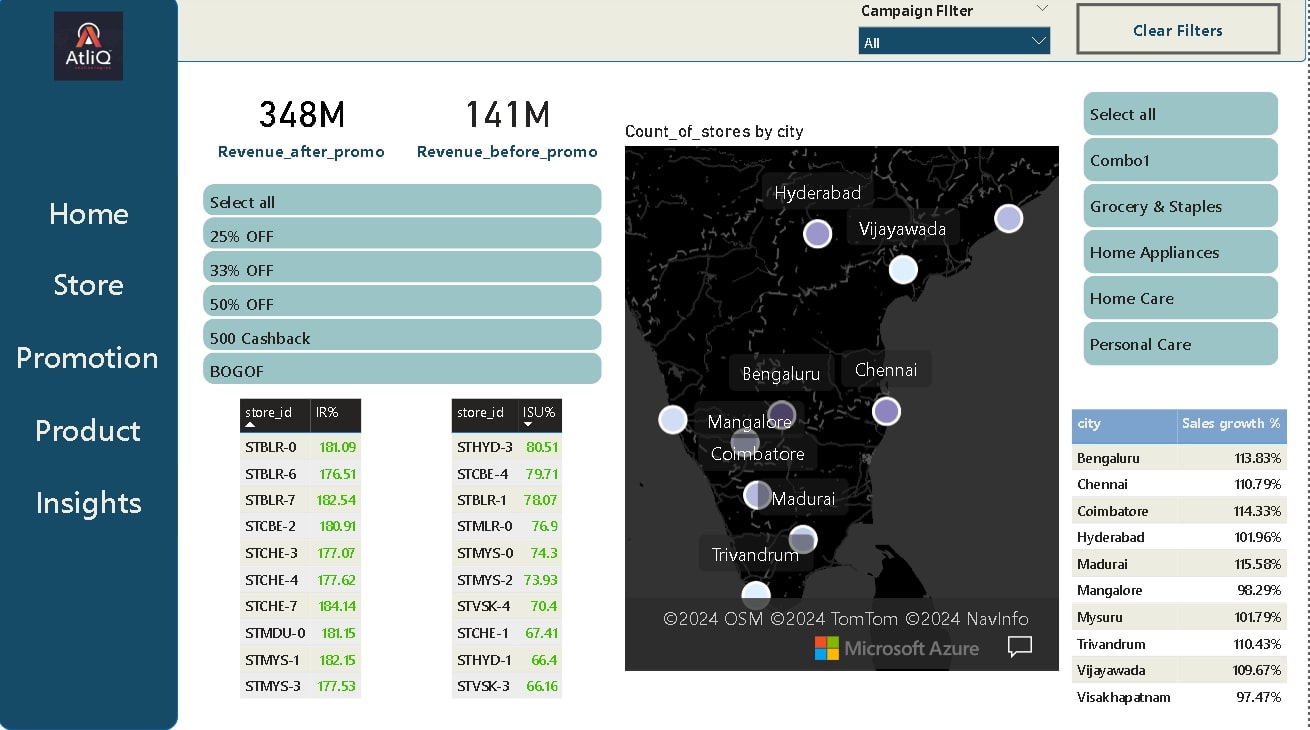 AtliQ
Home
Store
Promotion
Product
Insights
Campaign Filter
All
Clear Filters
348M
Revenue_after_promo
141M
Revenue_before_promo
Select all
25% OFF
33% OFF
50% OFF
500 Cashback
BOGOF
store_id IR%
STBLR-0 181.09
STBLR-6 176.51
STBLR-7 182.54
STCBE-2 180.91
STCHE-3 177.07
STCHE-4 177.62
STCHE-7 184.14
STMDU-0 181.15
STMYS-1 182.15
STMYS-3 177.53
store_id ISU%
STHYD-3 80.51
STCBE-4 79.71
STBLR-1 78.07
STMLR-0 76.9
STMYS-0 74.3
STMYS-2 73.93
STVSK-4 70.4
STCHE-1 67.41
STHYD-1 66.4
STVSK-3 66.16
Count_of_stores by city
Hyderabad
Vijayawada
Bengaluru
Chennai
Mangalore
Coimbatore
Madurai
Trivandrum
©2024 OSM ©2024 TomTom ©2024 NavInfo
Microsoft Azure
Select all
Combo1
Grocery & Staples
Home Appliances
Home Care
Personal Care
city Sales growth %
Bengaluru 113.83%
Chennai 110.79%
Coimbatore 114.33%
Hyderabad 101.96%
Madurai 115.58%
Mangalore 98.29%
Mysuru 101.79%
Trivandrum 110.43%
Vijayawada 109.67%
Visakhapatnam 97.47%